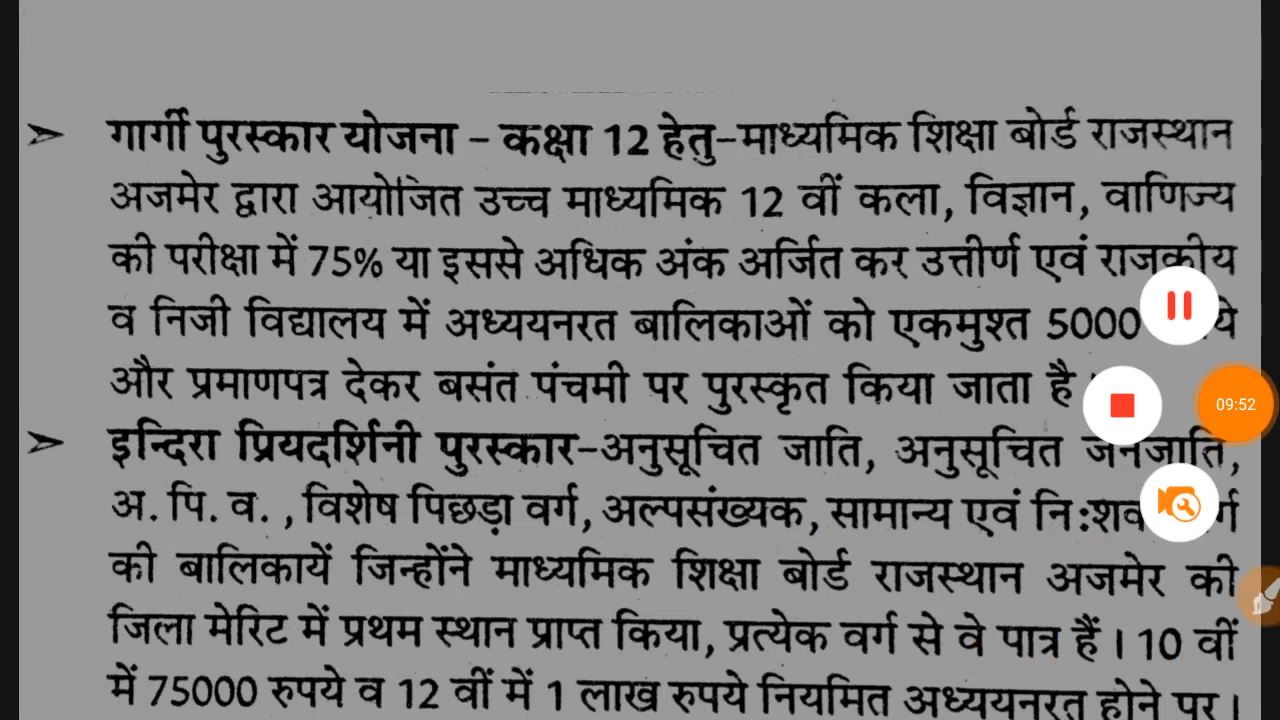 ➢ गार्गी पुरस्कार योजना – कक्षा 12 हेतु–माध्यमिक शिक्षा बोर्ड राजस्थान
अजमेर द्वारा आयोजित उच्च माध्यमिक 12 वीं कला, विज्ञान, वाणिज्य
की परीक्षा में 75% या इससे अधिक अंक अर्जित कर उत्तीर्ण एवं राजकीय
व निजी विद्यालय में अध्ययनरत बालिकाओं को एकमुश्त 5000
और प्रमाणपत्र देकर बसंत पंचमी पर पुरस्कृत किया जाता है
09:52
➢ इन्दिरा प्रियदर्शिनी पुरस्कार–अनुसूचित जाति, अनुसूचित जनजाति,
अ. पि. व. , विशेष पिछड़ा वर्ग, अल्पसंख्यक, सामान्य एवं
की बालिकायें जिन्होंने माध्यमिक शिक्षा बोर्ड राजस्थान अजमेर की
जिला मेरिट में प्रथम स्थान प्राप्त किया, प्रत्येक वर्ग से वे पात्र हैं । 10 वीं
में 75000 रुपये व 12 वीं में 1 लाख रुपये नियमित अध्ययनरत होने पर ।